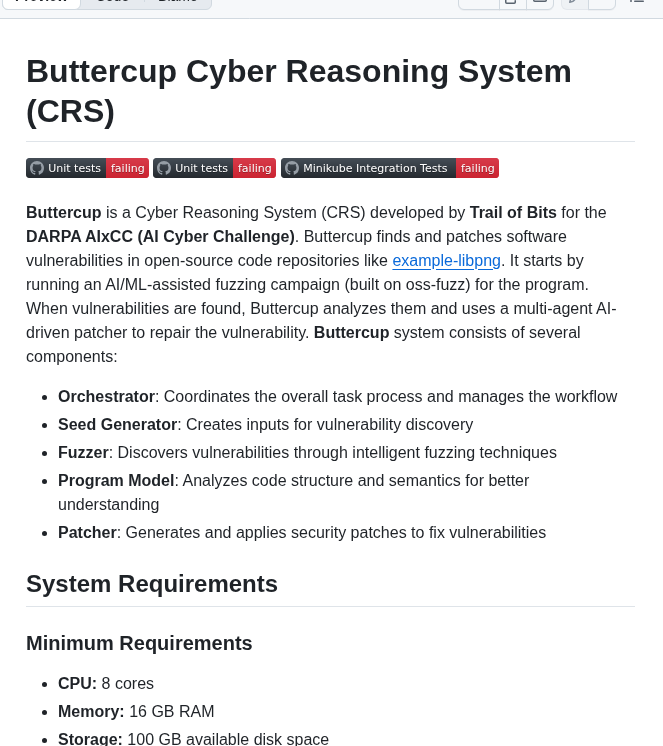 Buttercup Cyber Reasoning System
(CRS)
Unit tests failing Unit tests failing Minikube Integration Tests failing
Buttercup is a Cyber Reasoning System (CRS) developed by Trail of Bits for the
DARPA AIxCC (AI Cyber Challenge). Buttercup finds and patches software
vulnerabilities in open-source code repositories like example-libpng. It starts by
running an AI/ML-assisted fuzzing campaign (built on oss-fuzz) for the program.
When vulnerabilities are found, Buttercup analyzes them and uses a multi-agent AI-
driven patcher to repair the vulnerability. Buttercup system consists of several
components:
• Orchestrator: Coordinates the overall task process and manages the workflow
• Seed Generator: Creates inputs for vulnerability discovery
• Fuzzer: Discovers vulnerabilities through intelligent fuzzing techniques
• Program Model: Analyzes code structure and semantics for better
understanding
• Patcher: Generates and applies security patches to fix vulnerabilities
System Requirements
Minimum Requirements
• CPU: 8 cores
• Memory: 16 GB RAM
• Storage: 100 GB available disk space